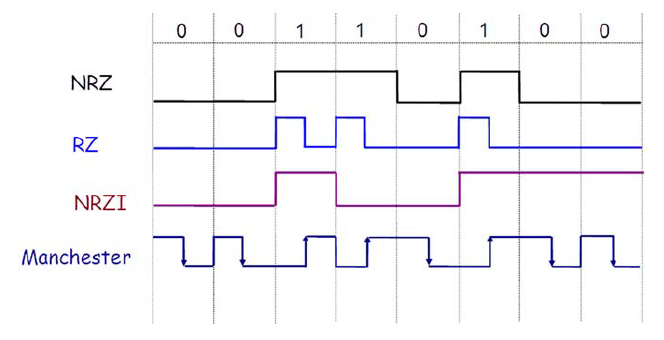 0 0 1 1 0 1 0 0
NRZ
RZ
NRZI
Manchester